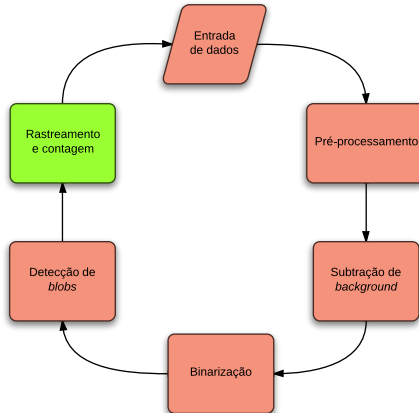 Entrada
de dados
Pré-processamento
Subtração de
background
Binarização
Detecção de
blobs
Rastreamento
e contagem